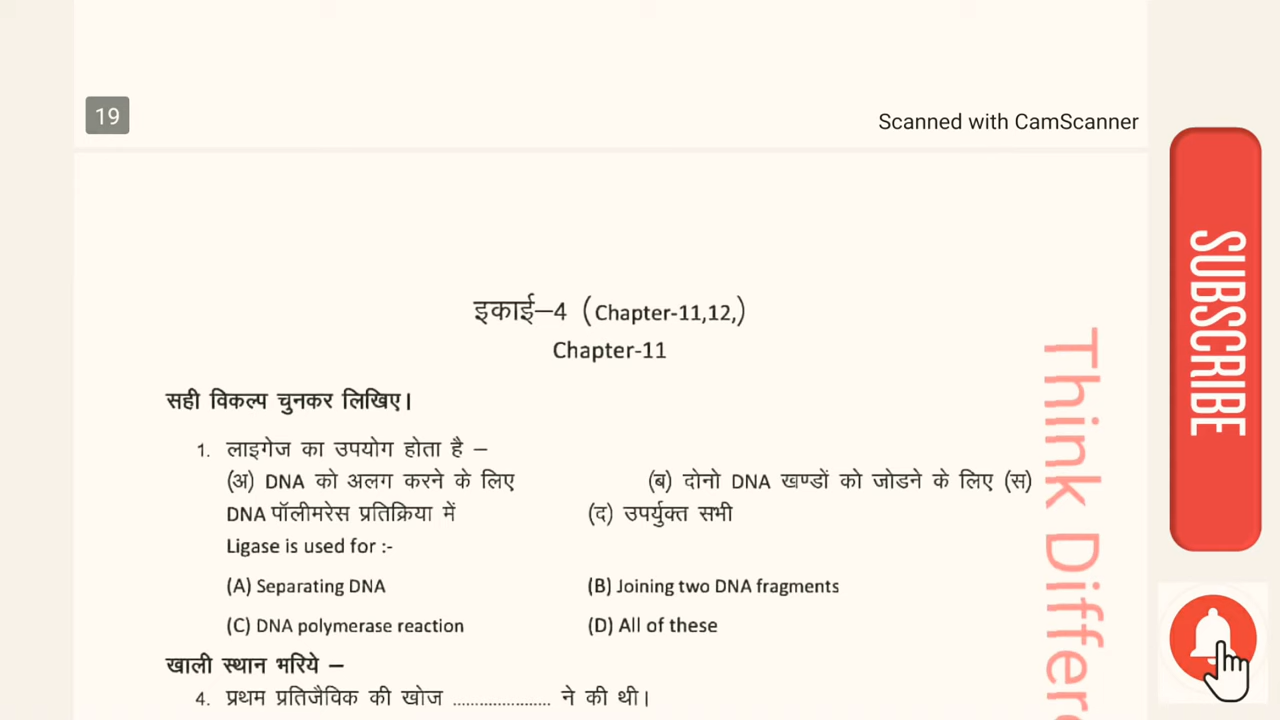 19
Scanned with CamScanner
इकाई–4 (Chapter-11,12,)
Chapter-11
सही विकल्प चुनकर लिखिए।
1. लाइगेज का उपयोग होता है –
(अ) DNA को अलग करने के लिए (ब) दोनो DNA खण्डों को जोडने के लिए (स)
DNA पॉलीमरेस प्रतिक्रिया में (द) उपर्युक्त सभी
Ligase is used for :-
(A) Separating DNA (B) Joining two DNA fragments
(C) DNA polymerase reaction (D) All of these
खाली स्थान भरिये –
4. प्रथम प्रतिजैविक की खोज ...................... ने की थी।
Think Differ
SUBSCRIBE